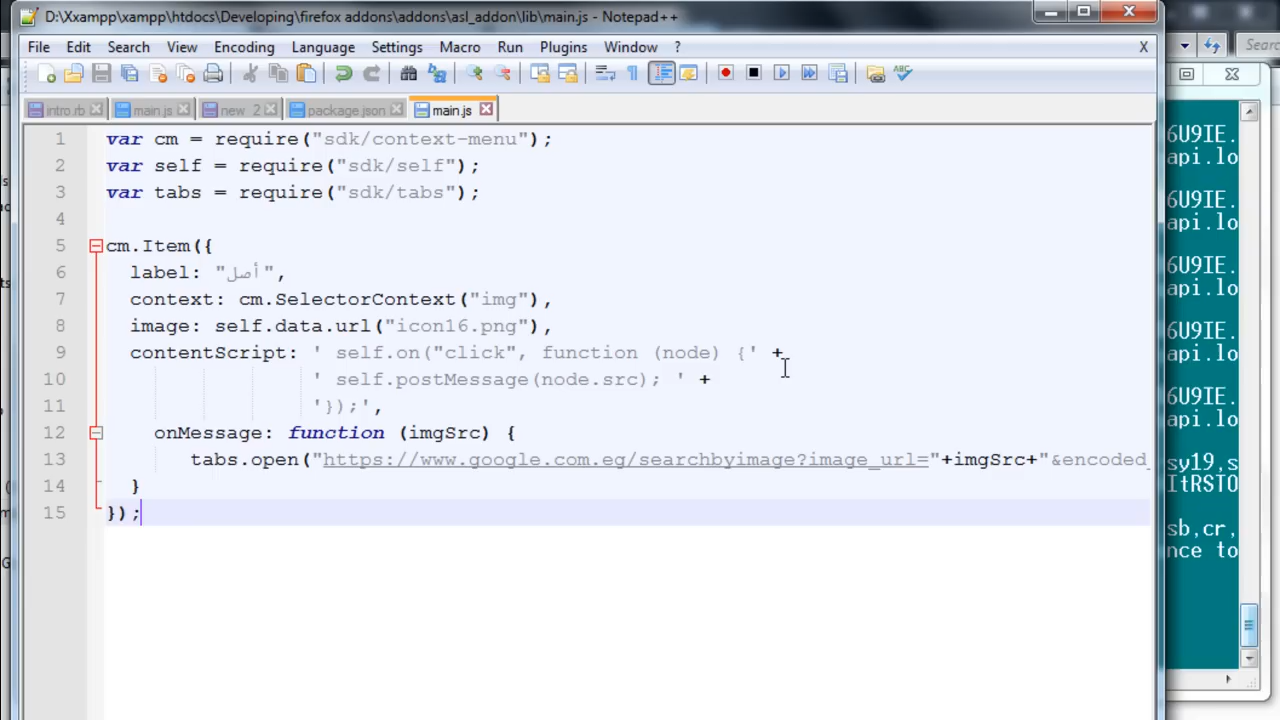 D:\Xxampp\xampp\htdocs\Developing\firefox addons\addons\asl_addon\lib\main.js - Notepad++
File Edit Search View Encoding Language Settings Macro Run Plugins Window ? X
intro.rb main.js new 2 package.json main.js
1 var cm = require("sdk/context-menu");
2 var self = require("sdk/self");
3 var tabs = require("sdk/tabs");
4
5 cm.Item({
6 label: "أصل",
7 context: cm.SelectorContext("img"),
8 image: self.data.url("icon16.png"),
9 contentScript: ' self.on("click", function (node) {' +
10 ' self.postMessage(node.src); ' +
11 '});',
12 onMessage: function (imgSrc) {
13 tabs.open("https://www.google.com.eg/searchbyimage?image_url="+imgSrc+"&encoded_
14 }
15 });
Searc
6U9IE.
api.lo
6U9IE.
api.lo
6U9IE.
api.lo
6U9IE.
api.lo
6U9IE.
api.lo
sy19,s
ItRSTO
sb,cr,
nce to